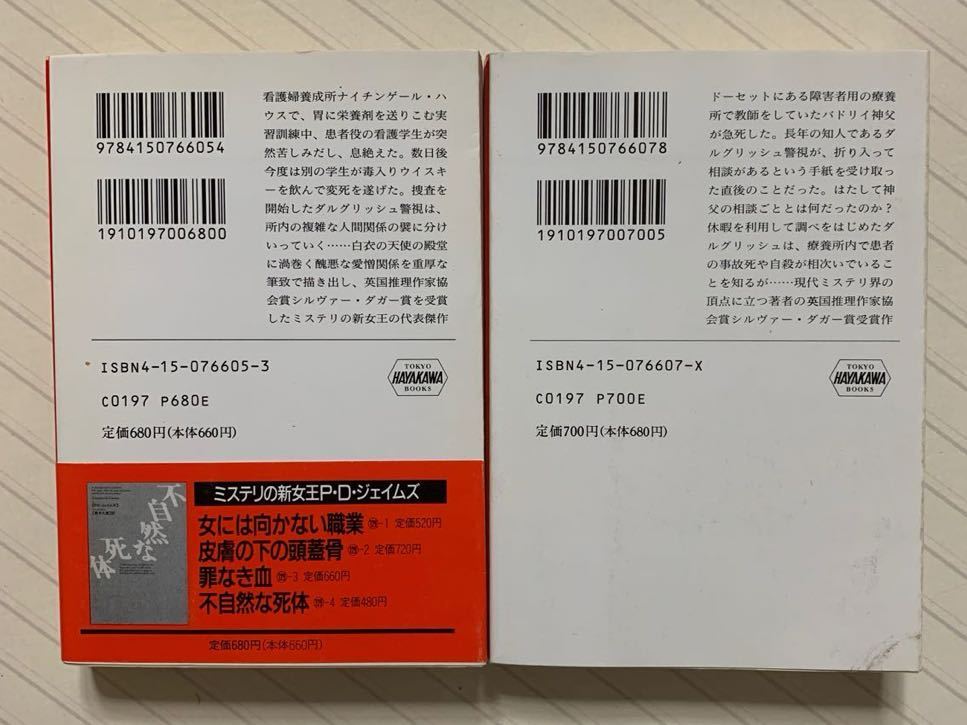 9784150766054
1910197006800
看護婦養成所ナイチンゲール・ハ
ウスで、胃に栄養剤を送りこむ実
習訓練中、患者役の看護学生が突
然苦しみだし、息絶えた。数日後
今度は別の学生が毒入りウイスキ
ーを飲んで変死を遂げた。捜査を
開始したダルグリッシュ警視は、
所内の複雑な人間関係の襞に分け
いっていく……白衣の天使の殿堂
に渦巻く醜悪な愛憎関係を重厚な
筆致で描き出し、英国推理作家協
会賞シルヴァー・ダガー賞を受賞
したミステリの新女王の代表傑作
ISBN4-15-076605-3
C0197 P680E
定価680円(本体660円)
TOKYO
HAYAKAWA
BOOKS
ミステリの新女王P・D・ジェイムズ
女には向かない職業 -1 定価520円
皮膚の下の頭蓋骨 -2 定価720円
罪なき血 -3 定価660円
不自然な死体 -4 定価480円
不自然な
死体
定価680円(本体660円)
9784150766078
1910197007005
ドーセットにある障害者用の療養
所で教師をしていたバドリイ神父
が急死した。長年の知人であるダ
ルグリッシュ警視が、折り入って
相談があるという手紙を受け取っ
た直後のことだった。はたして神
父の相談ごととは何だったのか？
休暇を利用して調べをはじめたダ
ルグリッシュは、療養所内で患者
の事故死や自殺が相次いでいるこ
とを知るが……現代ミステリ界の
頂点に立つ著者の英国推理作家協
会賞シルヴァー・ダガー賞受賞作
ISBN4-15-076607-X
C0197 P700E
定価700円(本体680円)
TOKYO
HAYAKAWA
BOOKS